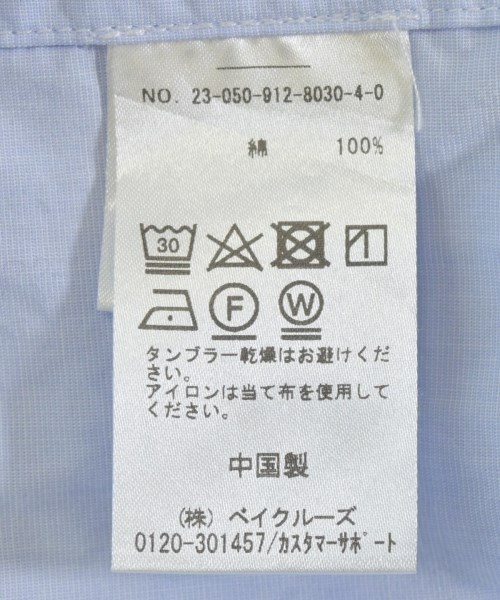 NO. 23-050-912-8030-4-0
綿 100%
30
F W
タンブラー乾燥はお避けくだ
さい。
アイロンは当て布を使用して
ください。
中国製
(株) ベイクルーズ
0120-301457/ｶｽﾀﾏｰｻﾎﾟｰﾄ